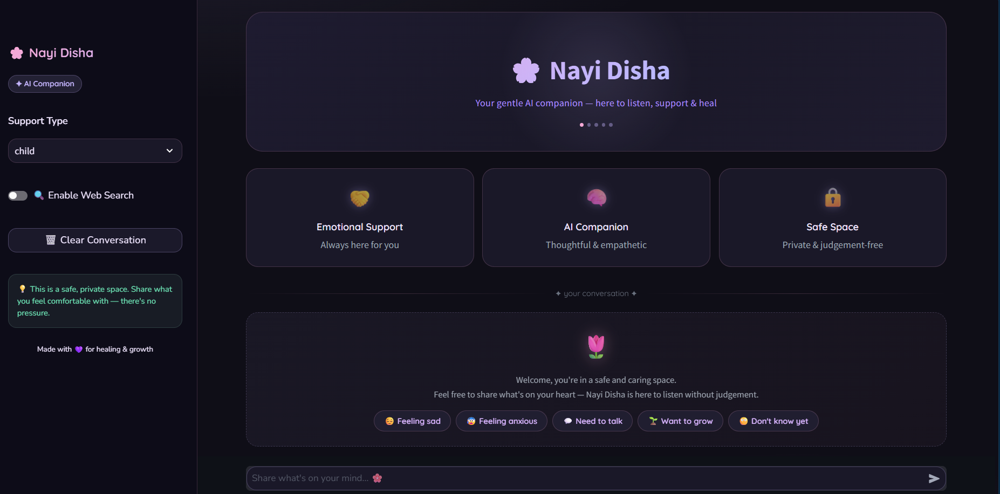 Nayi Disha
✦ AI Companion
Support Type
child
Enable Web Search
Clear Conversation
This is a safe, private space. Share what
you feel comfortable with — there's no
pressure.
Made with 💜 for healing & growth
Nayi Disha
Your gentle AI companion — here to listen, support & heal
Emotional Support
Always here for you
AI Companion
Thoughtful & empathetic
Safe Space
Private & judgement-free
✦ your conversation ✦
Welcome, you're in a safe and caring space.
Feel free to share what's on your heart — Nayi Disha is here to listen without judgement.
Feeling sad
Feeling anxious
Need to talk
Want to grow
Don't know yet
Share what's on your mind... 🌸